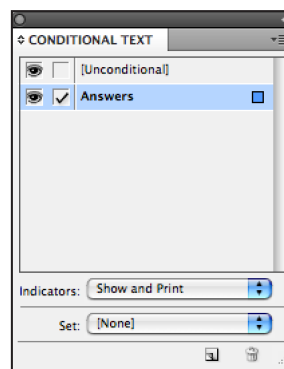 CONDITIONAL TEXT
[Unconditional]
Answers
Indicators: Show and Print
Set: [None]